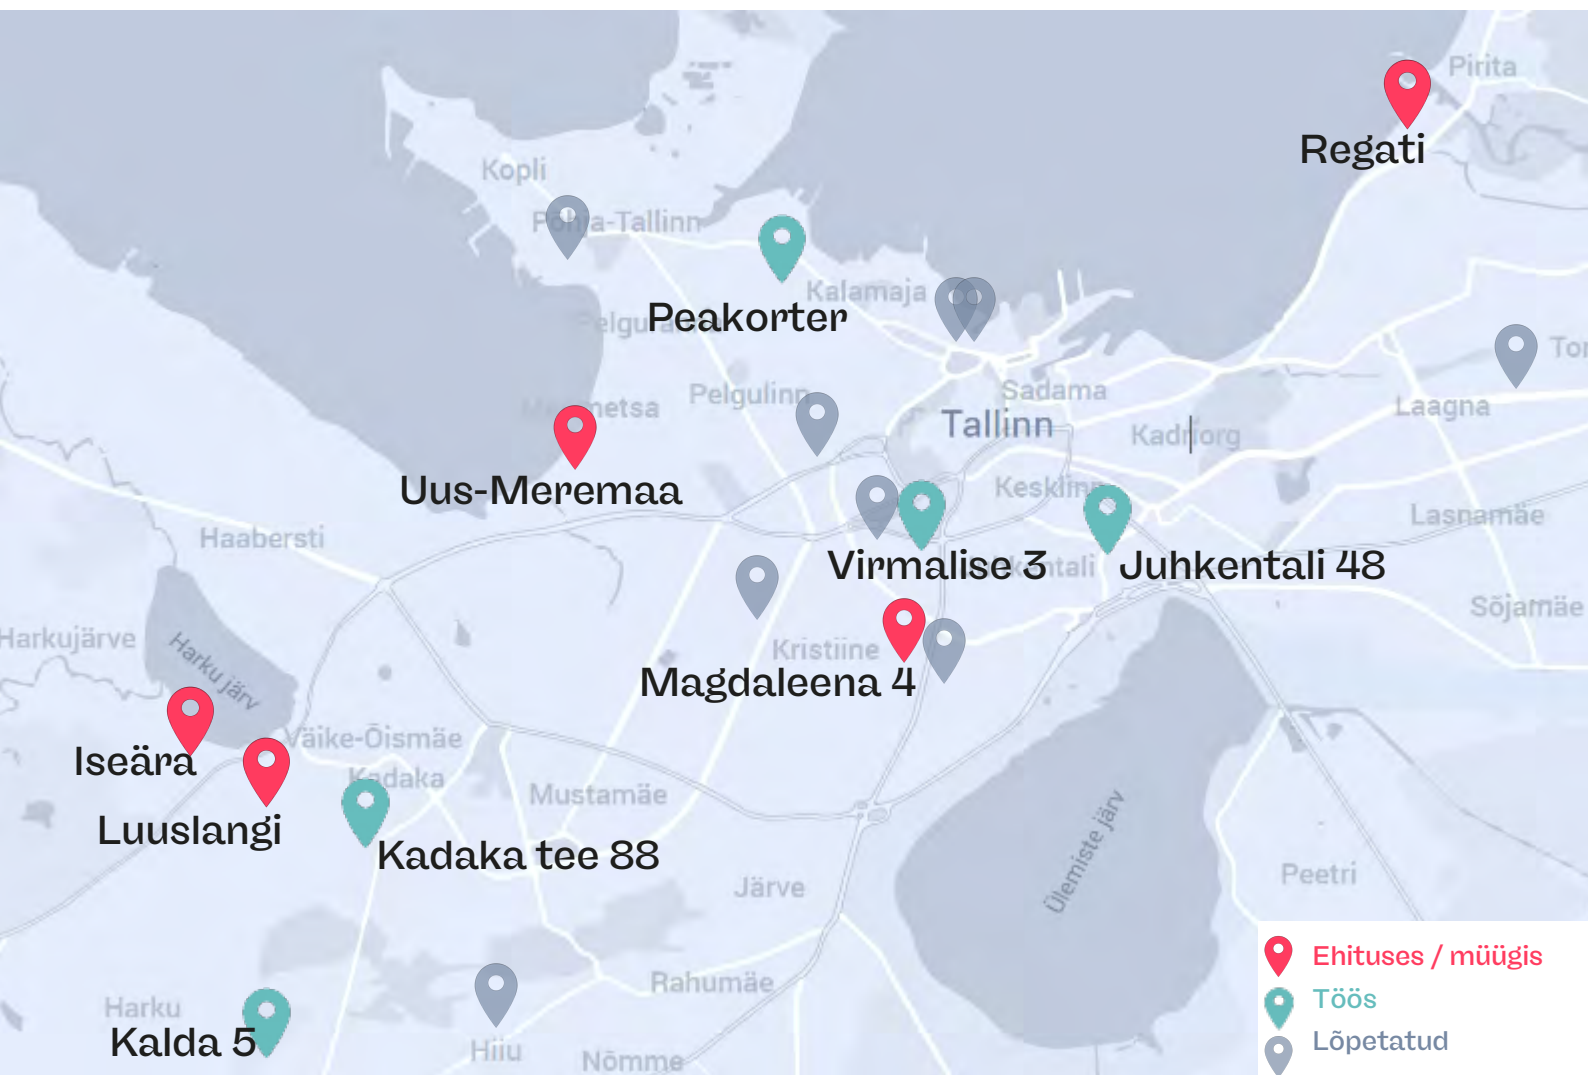 Pirita
Regati
Kopli
Põhja-Tallinn
Kalamaja
Peakorter
Sadama
Pelgulinn
Laagna
Tallinn
Kadriorg
Uus-Meremaa
Kesklinn
Lasnamäe
Haabersti
Virmalise 3
Juhkentali
Juhkentali 48
Sõjamäe
Harkujärve
Harku järv
Kristiine
Magdaleena 4
Iseära
Väike-Õismäe
Kadaka
Mustamäe
Luuslangi
Kadaka tee 88
Ülemiste järv
Järve
Peetri
Ehituses / müügis
Rahumäe
Töös
Harku
Kalda 5
Lõpetatud
Hiiu
Nõmme